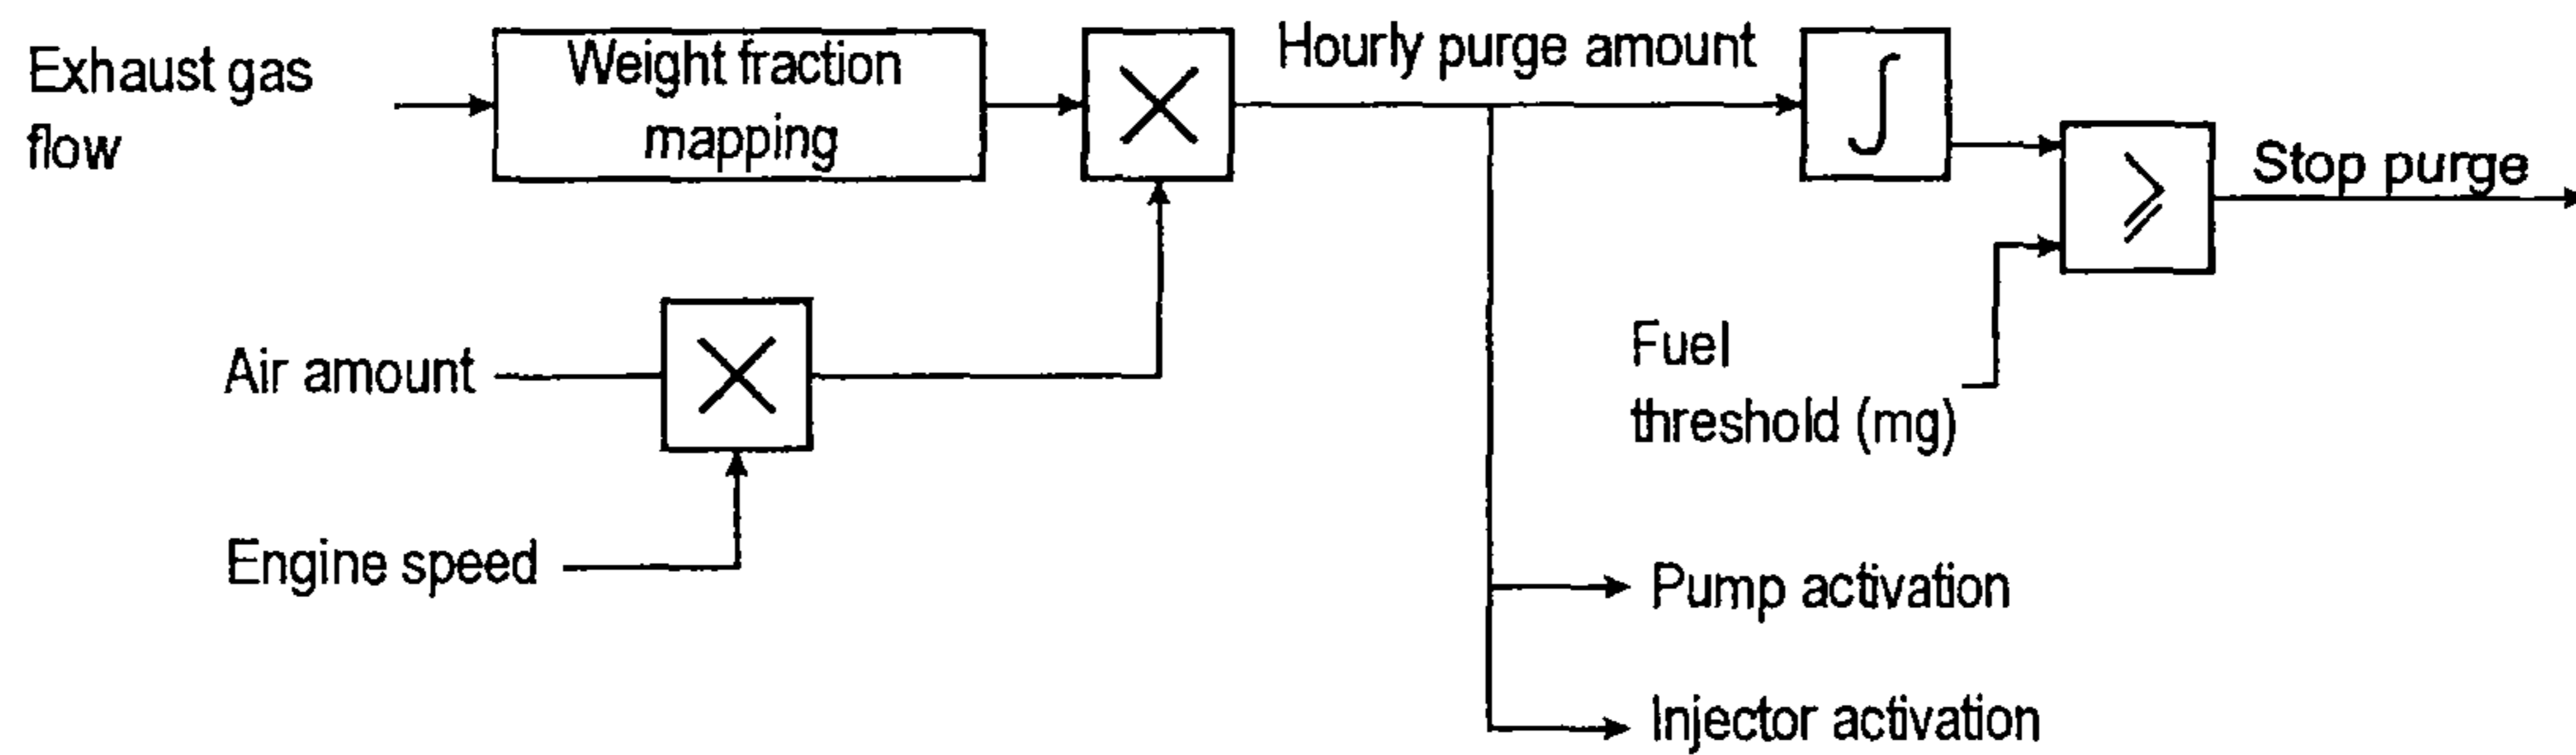 Exhaust gas
flow
Weight fraction
mapping
Hourly purge amount
∫
⩾
Stop purge
Air amount
Engine speed
Fuel
threshold (mg)
Pump activation
Injector activation